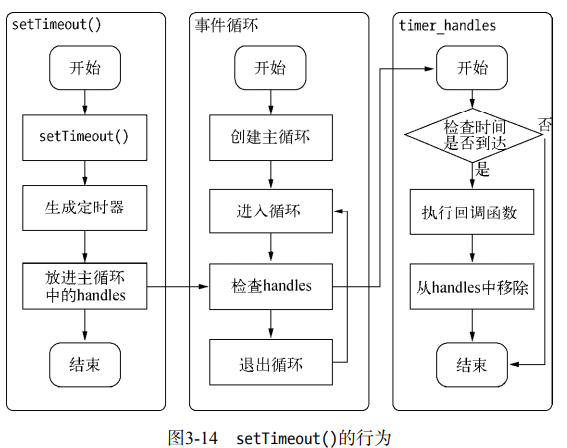 setTimeout()
开始
setTimeout()
生成定时器
放进主循环
中的handles
结束
事件循环
开始
创建主循环
进入循环
检查handles
退出循环
timer_handles
开始
检查时间
是否到达
否
是
执行回调函数
从handles中移除
结束
图3-14 setTimeout()的行为